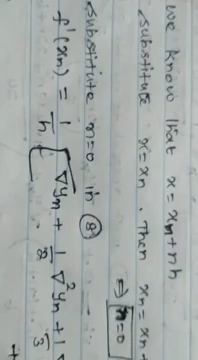 we know that x = xn + nh
substitute x = xn. Then xn = xn
⇒ n=0
substitute n=0 in ⑧
f'(xn) = 1/h [∇yn + 1/2 ∇²yn + 1/3